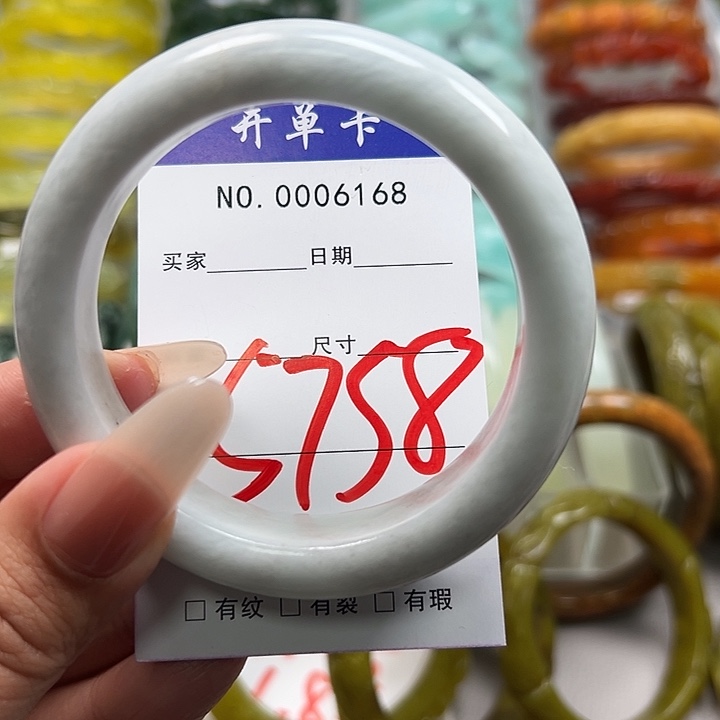 开单卡
NO. 0006168
买家 日期
尺寸
5758
□ 有纹 □ 有裂 □ 有瑕